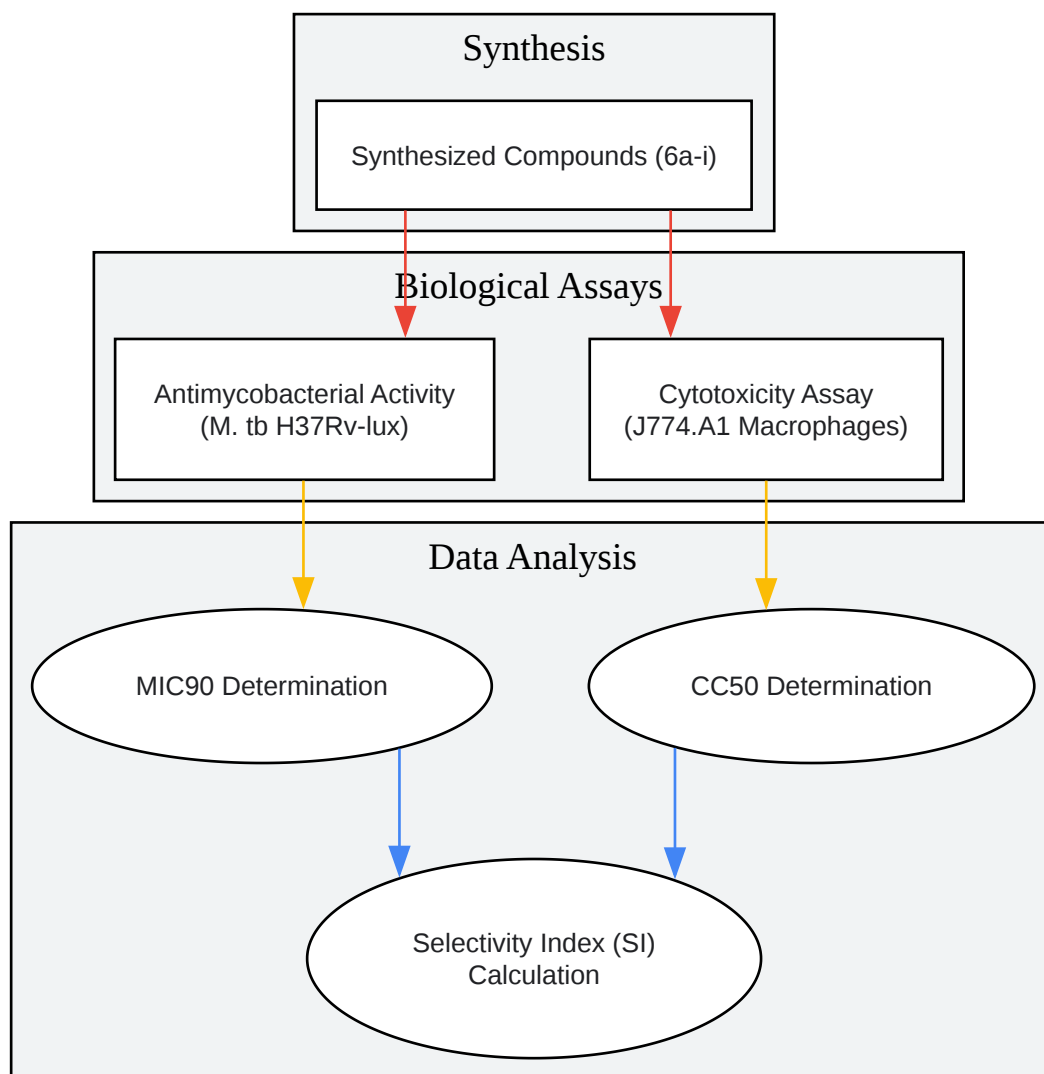 Synthesis
Synthesized Compounds (6a-i)
Biological Assays
Antimycobacterial Activity
(M. tb H37Rv-lux)
Cytotoxicity Assay
(J774.A1 Macrophages)
Data Analysis
MIC90 Determination
CC50 Determination
Selectivity Index (SI)
Calculation